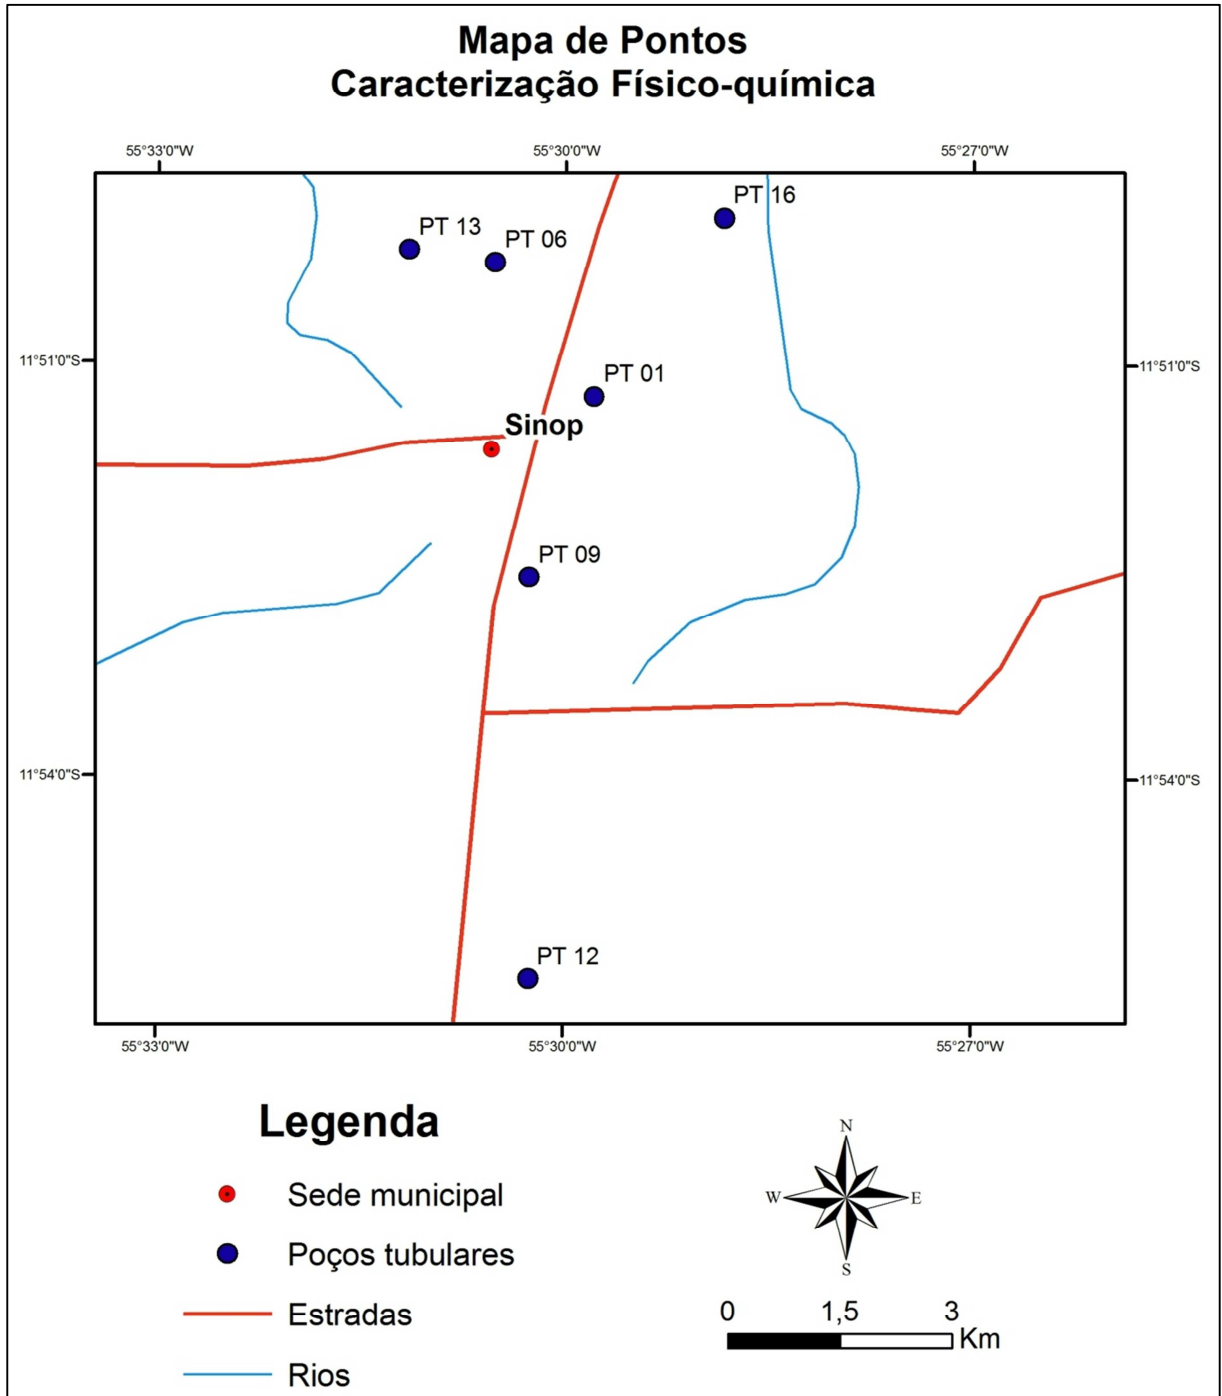 Mapa de Pontos
Caracterização Físico-química
55°33'0"W
55°30'0"W
55°27'0"W
PT 16
PT 13
PT 06
11°51'0"S
11°51'0"S
PT 01
Sinop
PT 09
11°54'0"S
11°54'0"S
PT 12
55°33'0"W
55°30'0"W
55°27'0"W
Legenda
Sede municipal
Poços tubulares
Estradas
Rios
N
W
E
S
0 1,5 3
Km